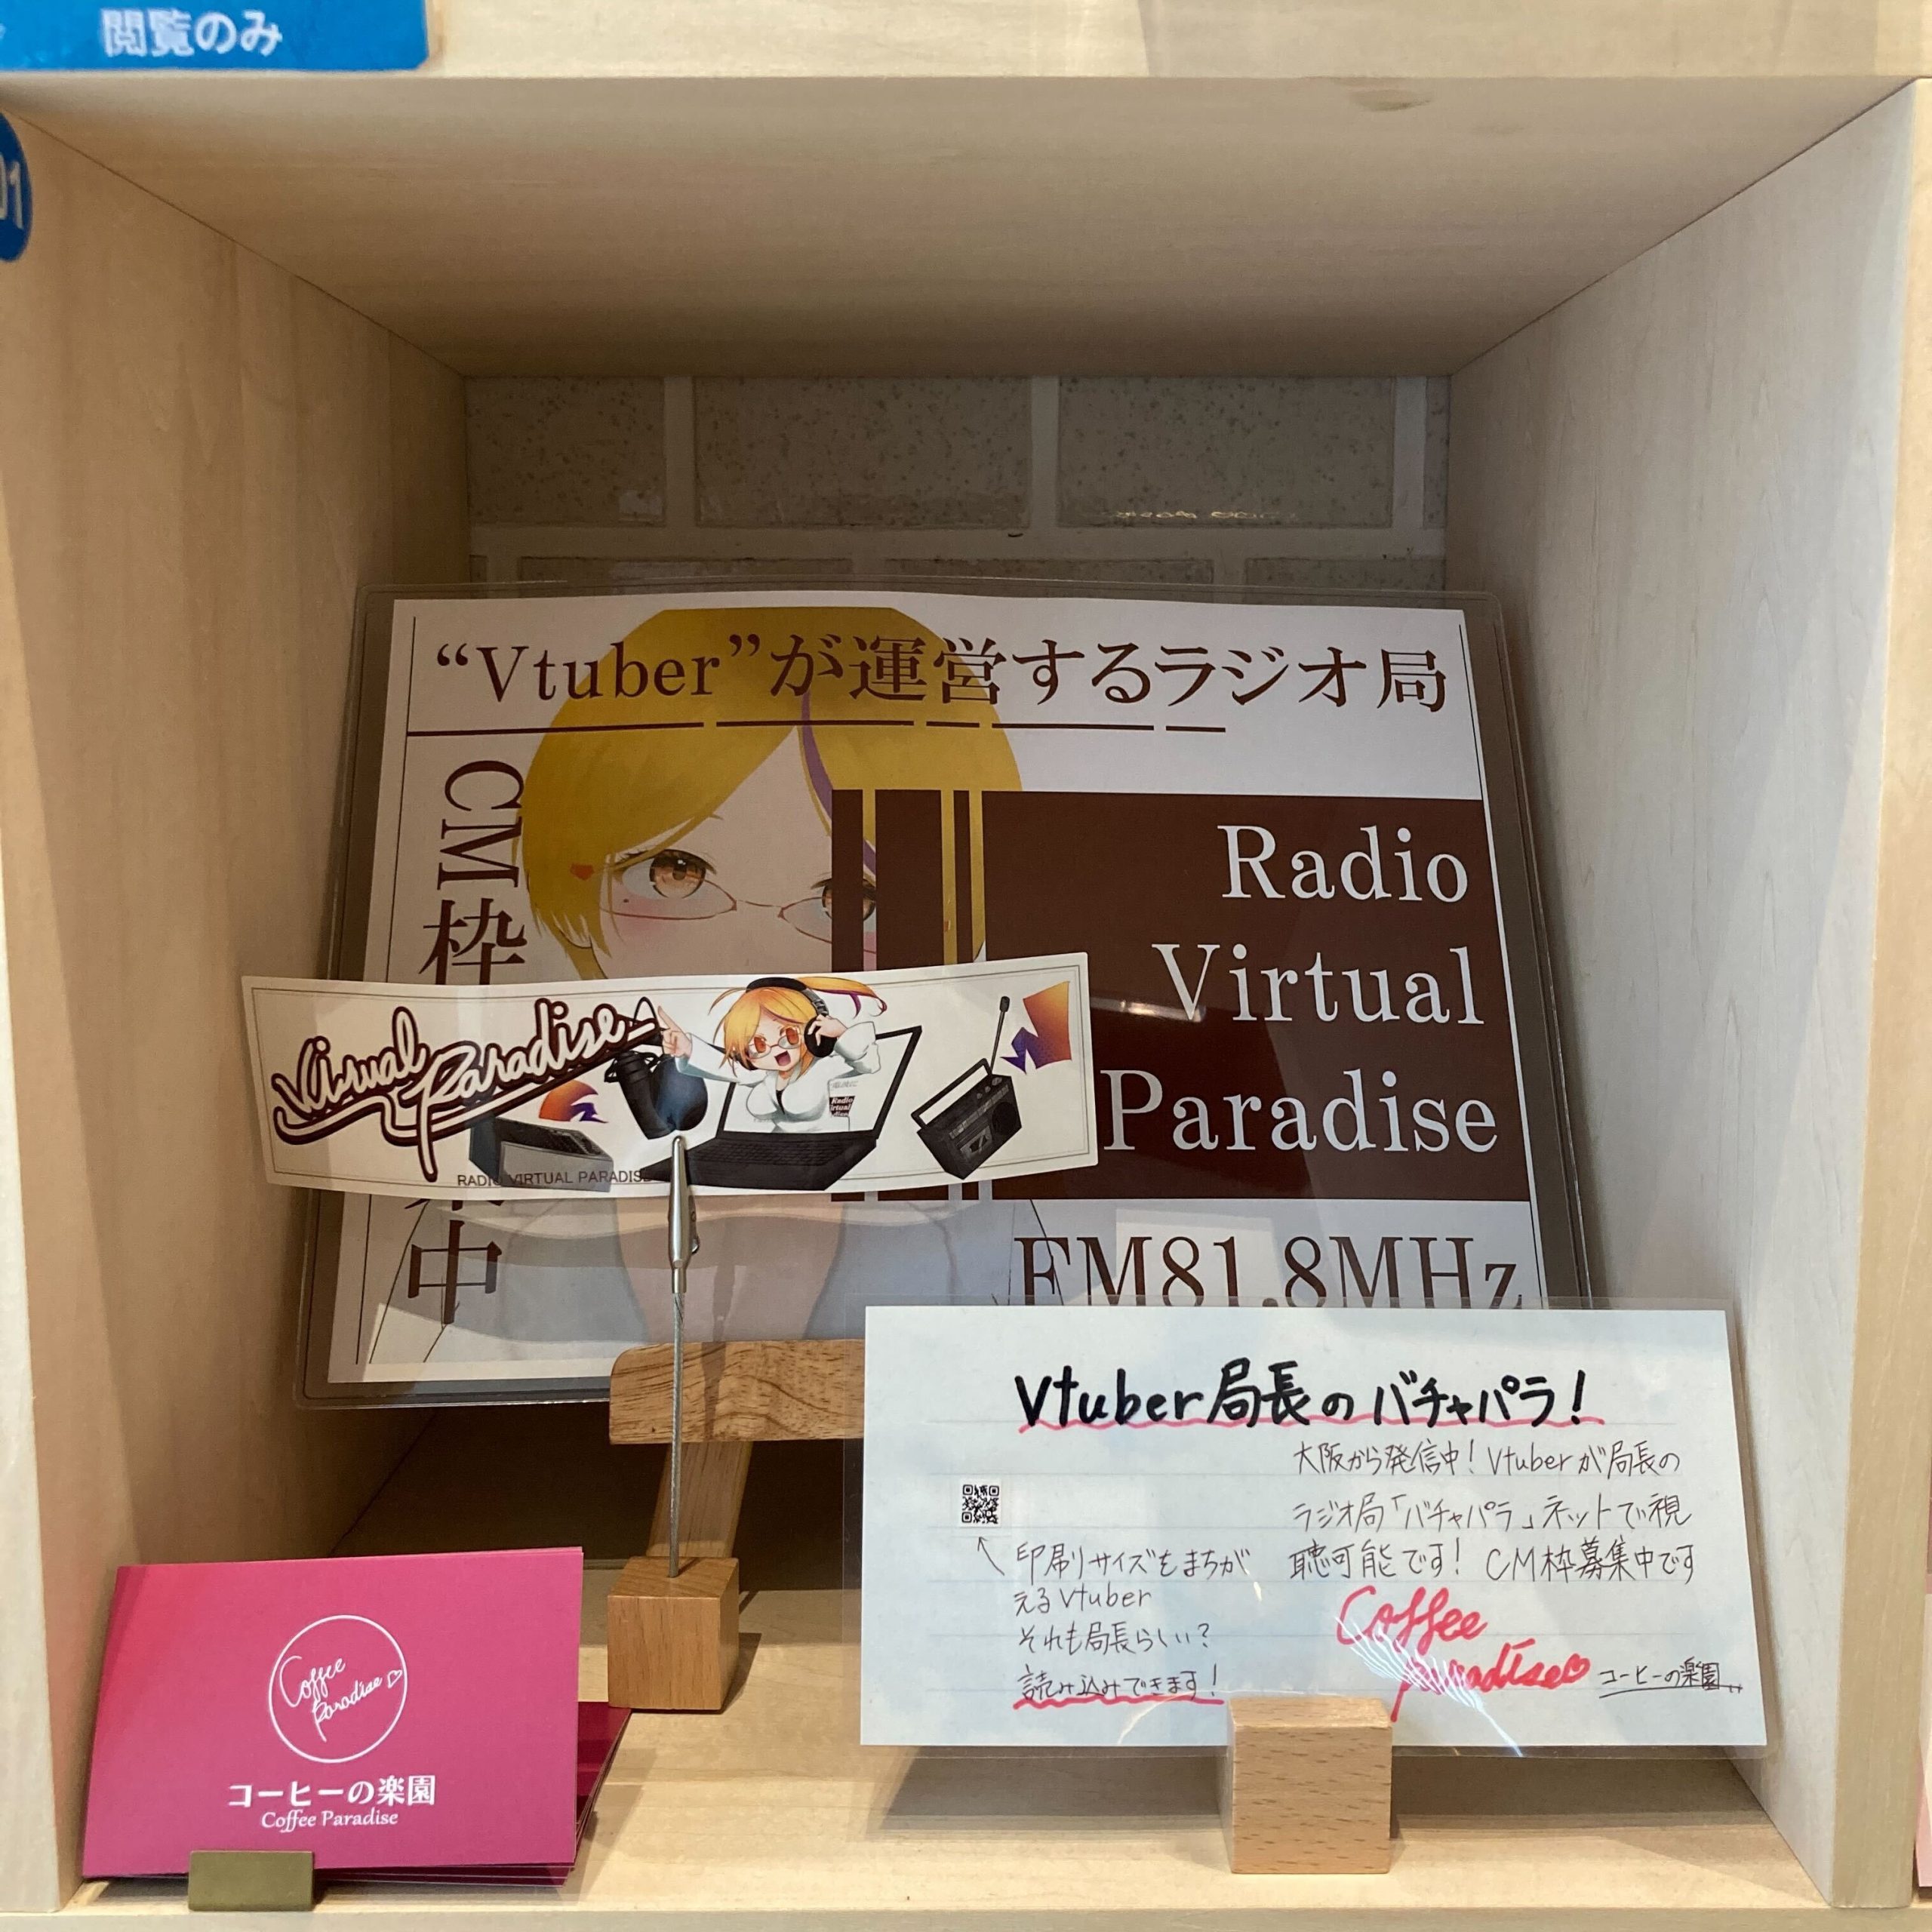 閲覧のみ
01
“Vtuber”が運営するラジオ局
CM枠
中
Radio
Virtual
Paradise
FM81.8MHz
Virtual Paradise
RADIO VIRTUAL PARADISE
Vtuber局長のバチャパラ!
大阪から発信中!Vtuberが局長の
ラジオ局「バチャパラ」ネットで視
聴可能です! CM枠募集中です
印刷サイズをまちが
えるVtuber
それも局長らしい?
読み込みできます!
Coffee
Paradise
コーヒーの楽園
Coffee
Paradise
コーヒーの楽園
Coffee Paradise